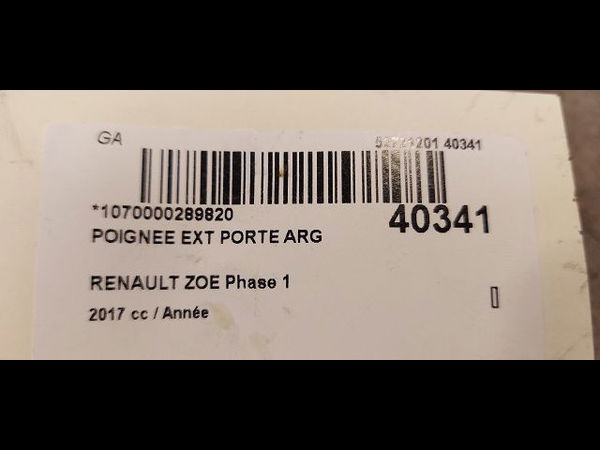 GA
40341
*1070000289820
40341
POIGNEE EXT PORTE ARG
RENAULT ZOE Phase 1
2017 cc / Année